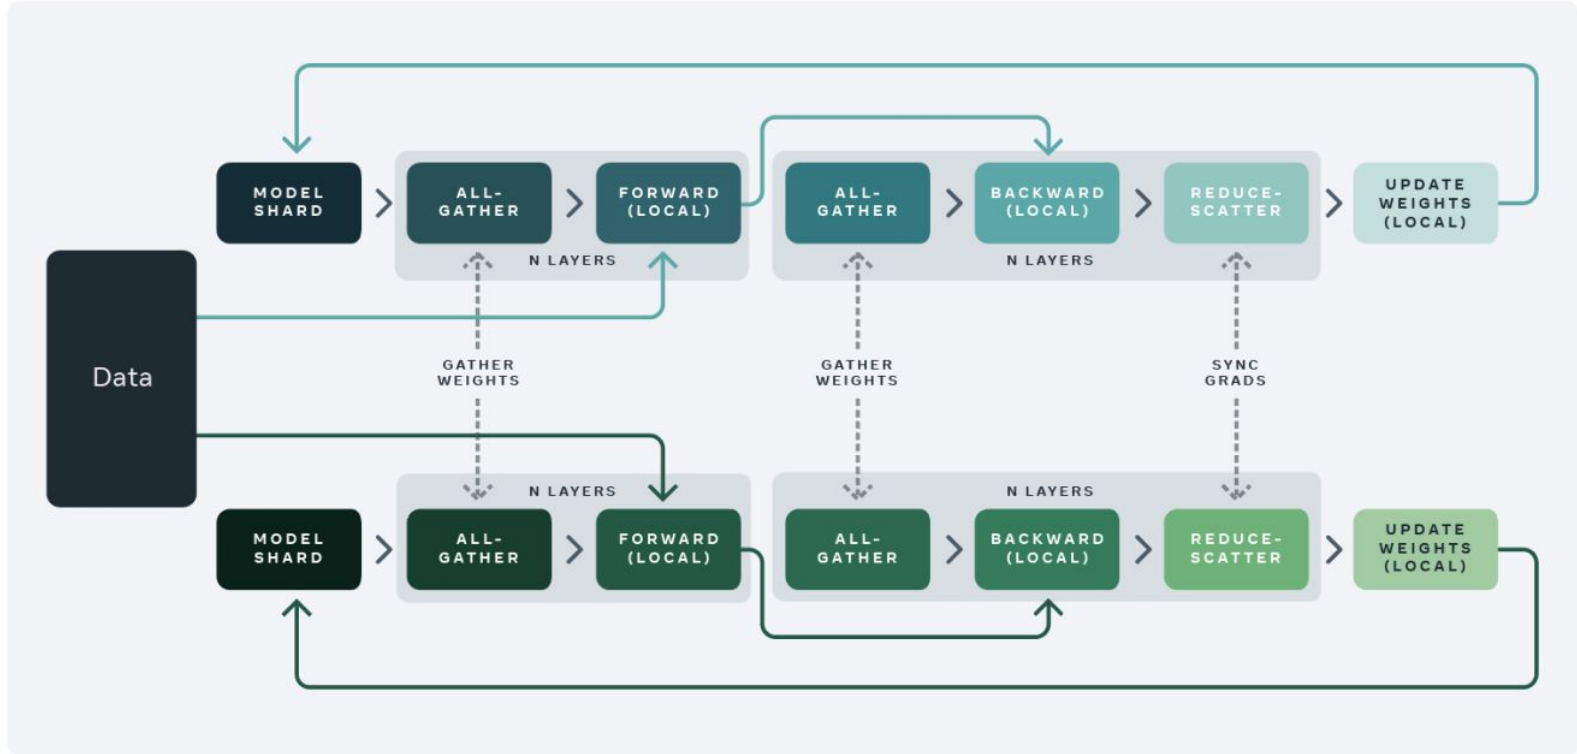 MODEL
SHARD
ALL-
GATHER
FORWARD
(LOCAL)
N LAYERS
ALL-
GATHER
BACKWARD
(LOCAL)
REDUCE-
SCATTER
N LAYERS
UPDATE
WEIGHTS
(LOCAL)
Data
GATHER
WEIGHTS
GATHER
WEIGHTS
SYNC
GRADS
N LAYERS
N LAYERS
MODEL
SHARD
ALL-
GATHER
FORWARD
(LOCAL)
ALL-
GATHER
BACKWARD
(LOCAL)
REDUCE-
SCATTER
UPDATE
WEIGHTS
(LOCAL)